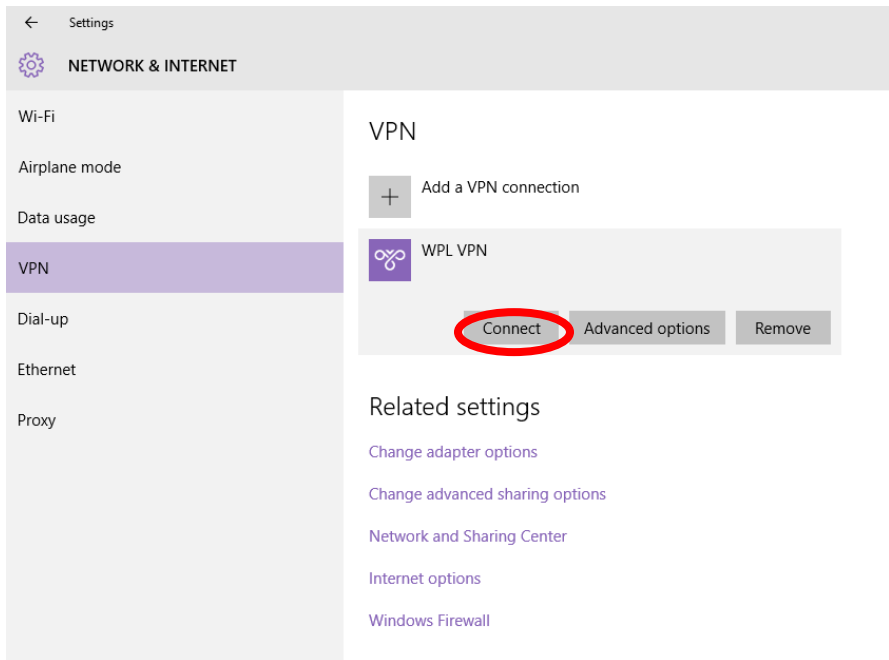 Settings
NETWORK & INTERNET
Wi-Fi
Airplane mode
Data usage
VPN
Dial-up
Ethernet
Proxy
VPN
Add a VPN connection
WPL VPN
Connect Advanced options Remove
Related settings
Change adapter options
Change advanced sharing options
Network and Sharing Center
Internet options
Windows Firewall